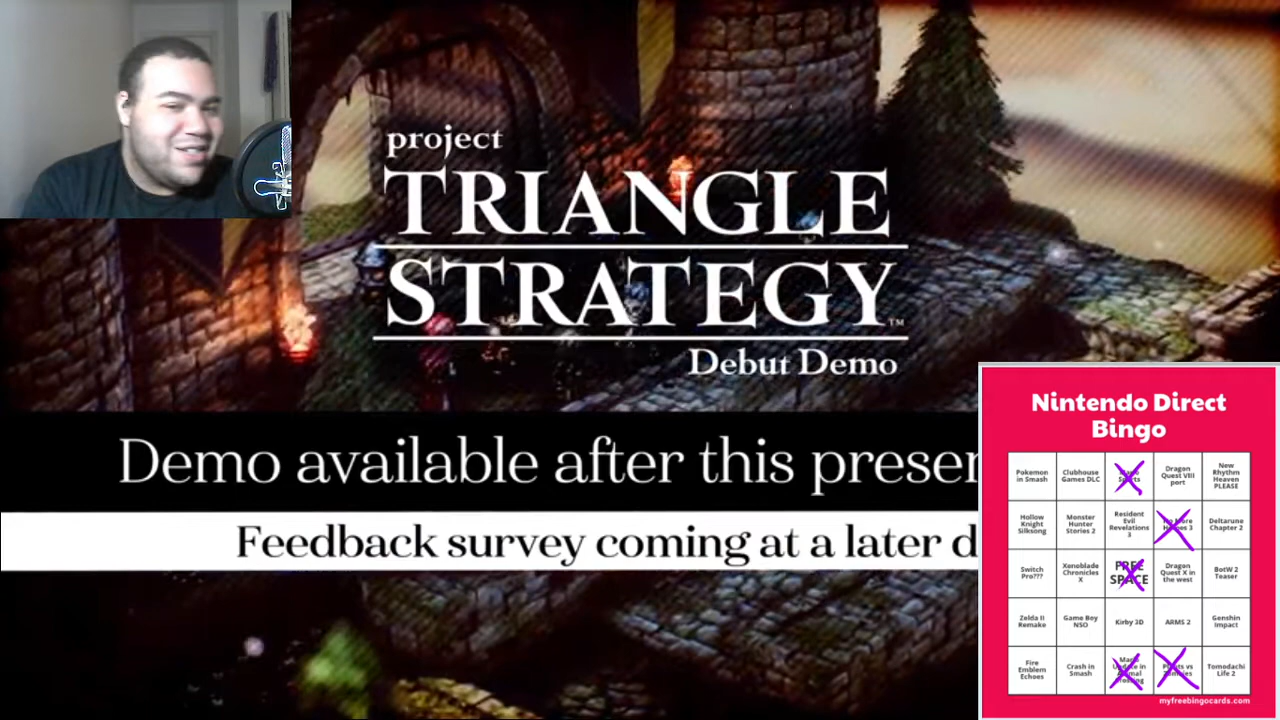 project
TRIANGLE
STRATEGY™
Debut Demo
Demo available after this presen
Feedback survey coming at a later d
Nintendo Direct
Bingo
Pokemon
in Smash
Clubhouse
Games DLC
Dragon
Quest VIII
port
New
Rhythm
Heaven
PLEASE
Hollow
Knight
Silksong
Monster
Hunter
Stories 2
Resident
Evil
Revelations
3
Deltarune
Chapter 2
Switch
Pro???
Xenoblade
Chronicles
X
FREE
SPACE
Dragon
Quest X in
the west
BotW 2
Teaser
Zelda II
Remake
Game Boy
NSO
Kirby 3D
ARMS 2
Genshin
Impact
Fire
Emblem
Echoes
Crash in
Smash
Tomodachi
Life 2
myfreebingocards.com